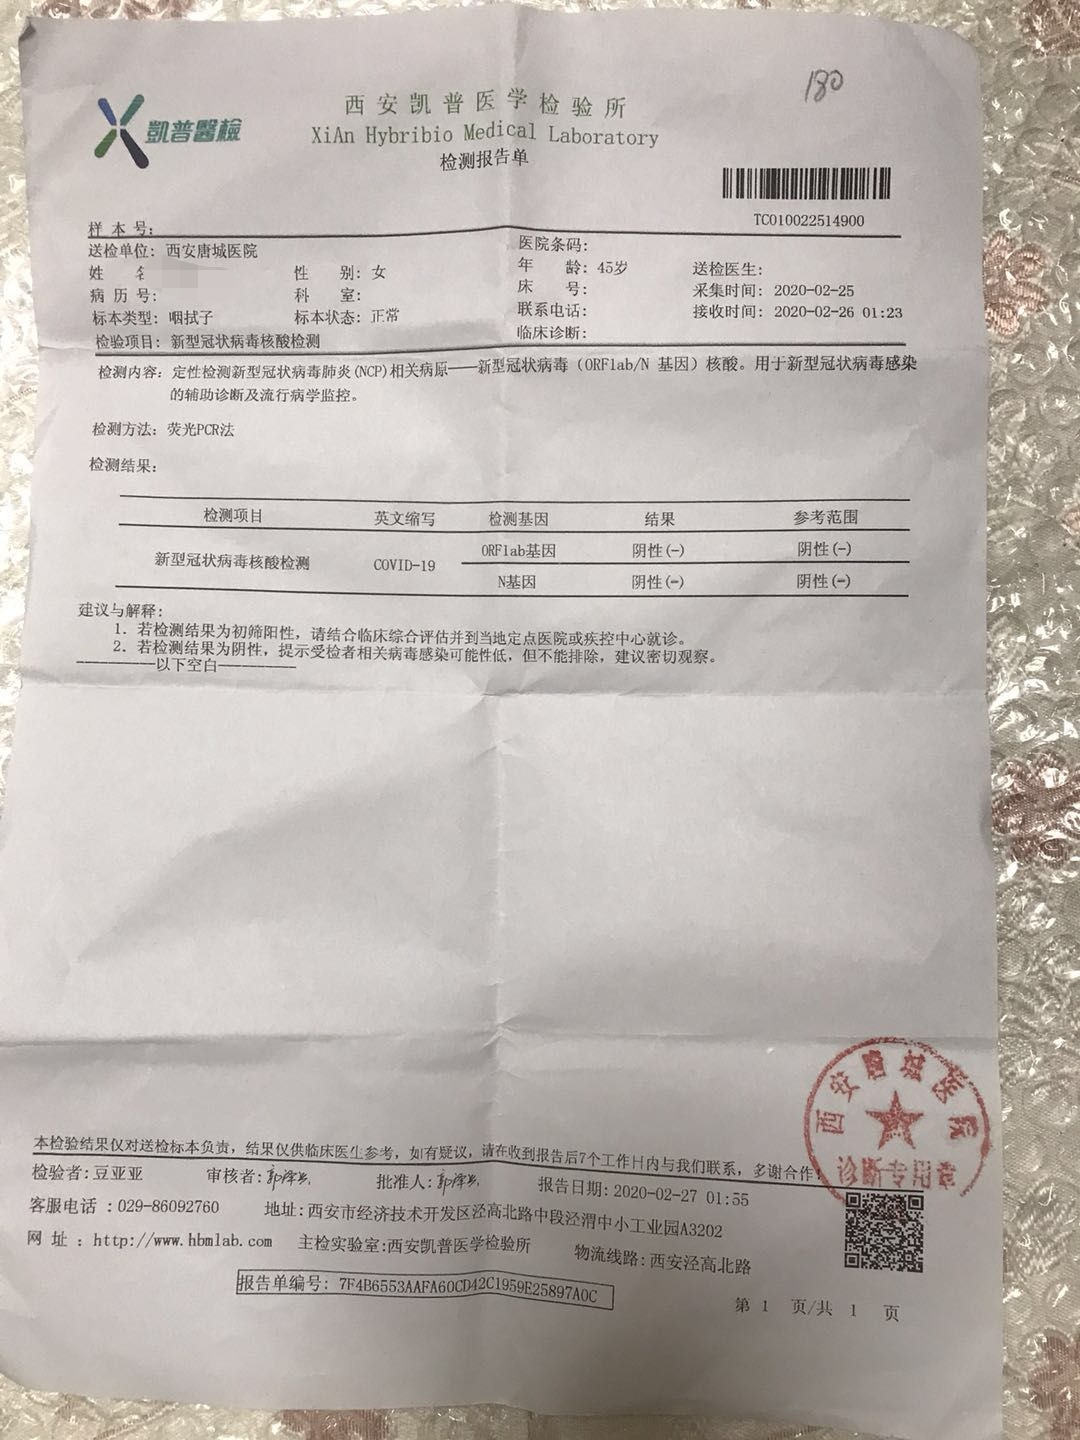 180
凱普醫檢
西安凯普医学检验所
XiAn Hybribio Medical Laboratory
检测报告单
TC010022514900
样 本 号:
送检单位: 西安唐城医院 医院条码:
姓 名 性 别: 女 年 龄: 45岁 送检医生:
病 历 号: 科 室: 床 号: 采集时间: 2020-02-25
标本类型: 咽拭子 标本状态: 正常 联系电话: 接收时间: 2020-02-26 01:23
检验项目: 新型冠状病毒核酸检测 临床诊断:
检测内容: 定性检测新型冠状病毒肺炎(NCP)相关病原——新型冠状病毒（ORF1ab/N 基因）核酸。用于新型冠状病毒感染
的辅助诊断及流行病学监控。
检测方法: 荧光PCR法
检测结果:
检测项目 英文缩写 检测基因 结果 参考范围
新型冠状病毒核酸检测 COVID-19 ORF1ab基因 阴性(-) 阴性(-)
N基因 阴性(-) 阴性(-)
建议与解释:
1. 若检测结果为初筛阳性，请结合临床综合评估并到当地定点医院或疾控中心就诊。
2. 若检测结果为阴性，提示受检者相关病毒感染可能性低，但不能排除，建议密切观察。
----------以下空白----------
西安唐城医院
诊断专用章
本检验结果仅对送检标本负责，结果仅供临床医生参考，如有疑议，请在收到报告后7个工作日内与我们联系，多谢合作!
检验者: 豆亚亚 审核者: 批准人: 报告日期: 2020-02-27 01:55
客服电话 : 029-86092760 地址: 西安市经济技术开发区泾高北路中段泾渭中小工业园A3202
网 址 : http://www.hbmlab.com 主检实验室: 西安凯普医学检验所 物流线路: 西安泾高北路
报告单编号: 7F4B6553AAFA60CD42C1959E25897A0C
第 1 页/共 1 页